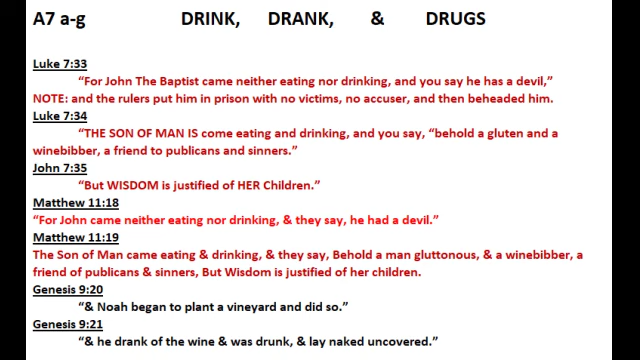 A7 a-g DRINK, DRANK, & DRUGS
Luke 7:33
“For John The Baptist came neither eating nor drinking, and you say he has a devil,”
NOTE: and the rulers put him in prison with no victims, no accuser, and then beheaded him.
Luke 7:34
“THE SON OF MAN IS come eating and drinking, and you say, “behold a gluten and a
winebibber, a friend to publicans and sinners.”
John 7:35
“But WISDOM is justified of HER Children.”
Matthew 11:18
“For John came neither eating nor drinking, & they say, he had a devil.”
Matthew 11:19
The Son of Man came eating & drinking, & they say, Behold a man gluttonous, & a winebibber, a
friend of publicans & sinners, But Wisdom is justified of her children.
Genesis 9:20
“& Noah began to plant a vineyard and did so.”
Genesis 9:21
“& he drank of the wine & was drunk, & lay naked uncovered.”